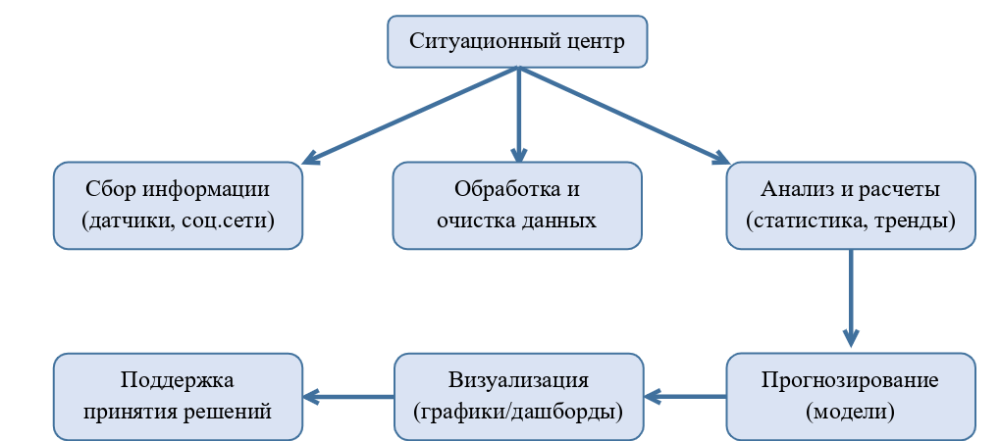 Ситуационный центр
Сбор информации
(датчики, соц.сети)
Обработка и
очистка данных
Анализ и расчеты
(статистика, тренды)
Поддержка
принятия решений
Визуализация
(графики/дашборды)
Прогнозирование
(модели)